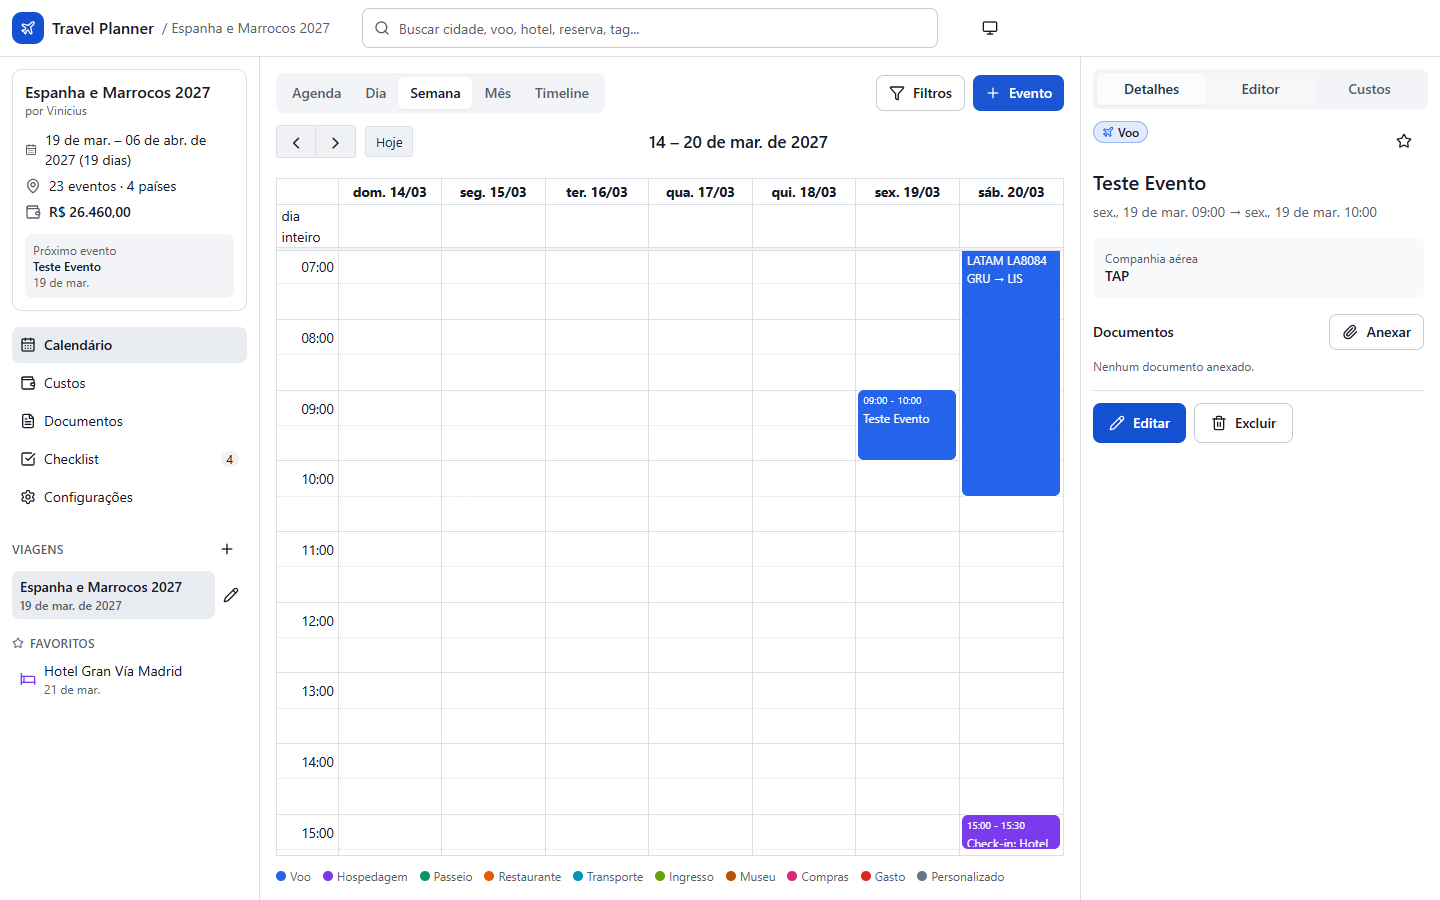 Travel Planner / Espanha e Marrocos 2027
Buscar cidade, voo, hotel, reserva, tag...
Espanha e Marrocos 2027
por Vinicius
19 de mar. – 06 de abr. de
2027 (19 dias)
23 eventos · 4 países
R$ 26.460,00
Próximo evento
Teste Evento
19 de mar.
Calendário
Custos
Documentos
Checklist 4
Configurações
VIAGENS
Espanha e Marrocos 2027
19 de mar. de 2027
FAVORITOS
Hotel Gran Vía Madrid
21 de mar.
Agenda Dia Semana Mês Timeline
Filtros
Evento
Hoje
14 – 20 de mar. de 2027
dom. 14/03 seg. 15/03 ter. 16/03 qua. 17/03 qui. 18/03 sex. 19/03 sáb. 20/03
dia
inteiro
07:00
08:00
09:00
10:00
11:00
12:00
13:00
14:00
15:00
LATAM LA8084
GRU → LIS
09:00 - 10:00
Teste Evento
15:00 - 15:30
Check-in: Hotel
Voo Hospedagem Passeio Restaurante Transporte Ingresso Museu Compras Gasto Personalizado
Detalhes Editor Custos
Voo
Teste Evento
sex., 19 de mar. 09:00 → sex., 19 de mar. 10:00
Companhia aérea
TAP
Documentos
Anexar
Nenhum documento anexado.
Editar
Excluir